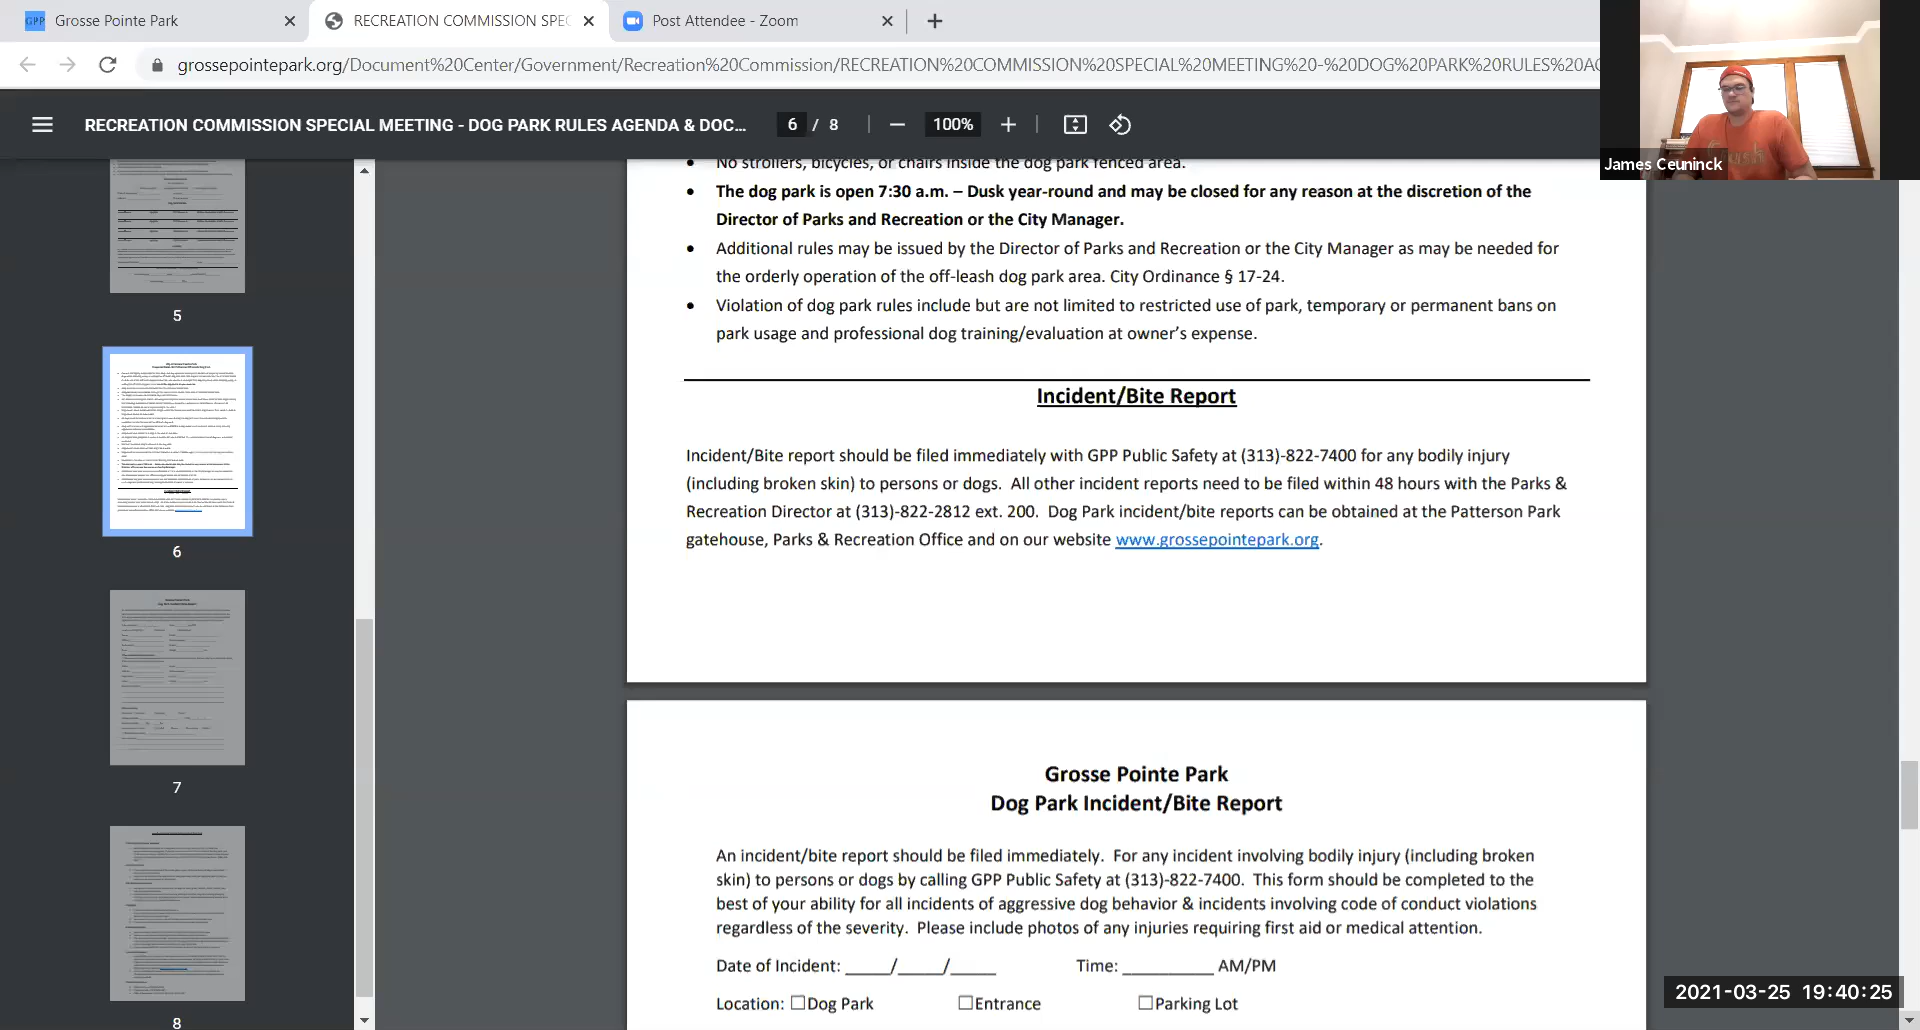 GPP Grosse Pointe Park
RECREATION COMMISSION SPEC
Post Attendee - Zoom
grossepointepark.org/Document%20Center/Government/Recreation%20Commission/RECREATION%20COMMISSION%20SPECIAL%20MEETING%20-%20DOG%20PARK%20RULES%20AG
RECREATION COMMISSION SPECIAL MEETING - DOG PARK RULES AGENDA & DOC...
6 / 8
100%
James Ceuninck
5
6
7
8
• No strollers, bicycles, or chairs inside the dog park fenced area.
• The dog park is open 7:30 a.m. – Dusk year-round and may be closed for any reason at the discretion of the
Director of Parks and Recreation or the City Manager.
• Additional rules may be issued by the Director of Parks and Recreation or the City Manager as may be needed for
the orderly operation of the off-leash dog park area. City Ordinance § 17-24.
• Violation of dog park rules include but are not limited to restricted use of park, temporary or permanent bans on
park usage and professional dog training/evaluation at owner’s expense.
Incident/Bite Report
Incident/Bite report should be filed immediately with GPP Public Safety at (313)-822-7400 for any bodily injury
(including broken skin) to persons or dogs. All other incident reports need to be filed within 48 hours with the Parks &
Recreation Director at (313)-822-2812 ext. 200. Dog Park incident/bite reports can be obtained at the Patterson Park
gatehouse, Parks & Recreation Office and on our website www.grossepointepark.org.
Grosse Pointe Park
Dog Park Incident/Bite Report
An incident/bite report should be filed immediately. For any incident involving bodily injury (including broken
skin) to persons or dogs by calling GPP Public Safety at (313)-822-7400. This form should be completed to the
best of your ability for all incidents of aggressive dog behavior & incidents involving code of conduct violations
regardless of the severity. Please include photos of any injuries requiring first aid or medical attention.
Date of Incident: _____/_____/_____ Time: __________ AM/PM
Location: ☐Dog Park ☐Entrance ☐Parking Lot
2021-03-25 19:40:25